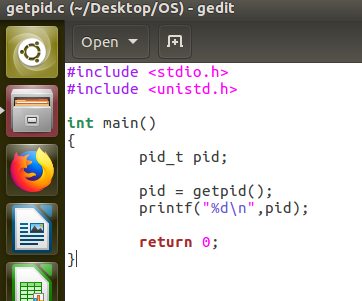 getpid.c (~/Desktop/OS) - gedit
Open
#include <stdio.h>
#include <unistd.h>

int main()
{
        pid_t pid;

        pid = getpid();
        printf("%d\n",pid);

        return 0;
}